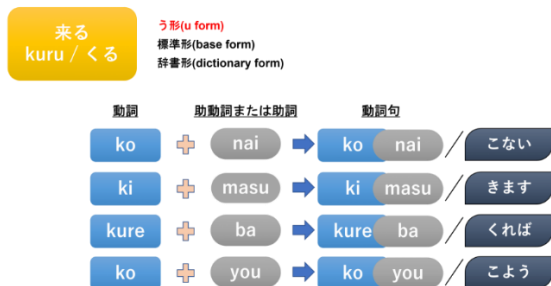 来る
kuru / くる
う形(u form)
標準形(base form)
辞書形(dictionary form)
動詞 助動詞または助詞 動詞句
ko nai ko nai こない
ki masu ki masu きます
kure ba kure ba くれば
ko you ko you こよう